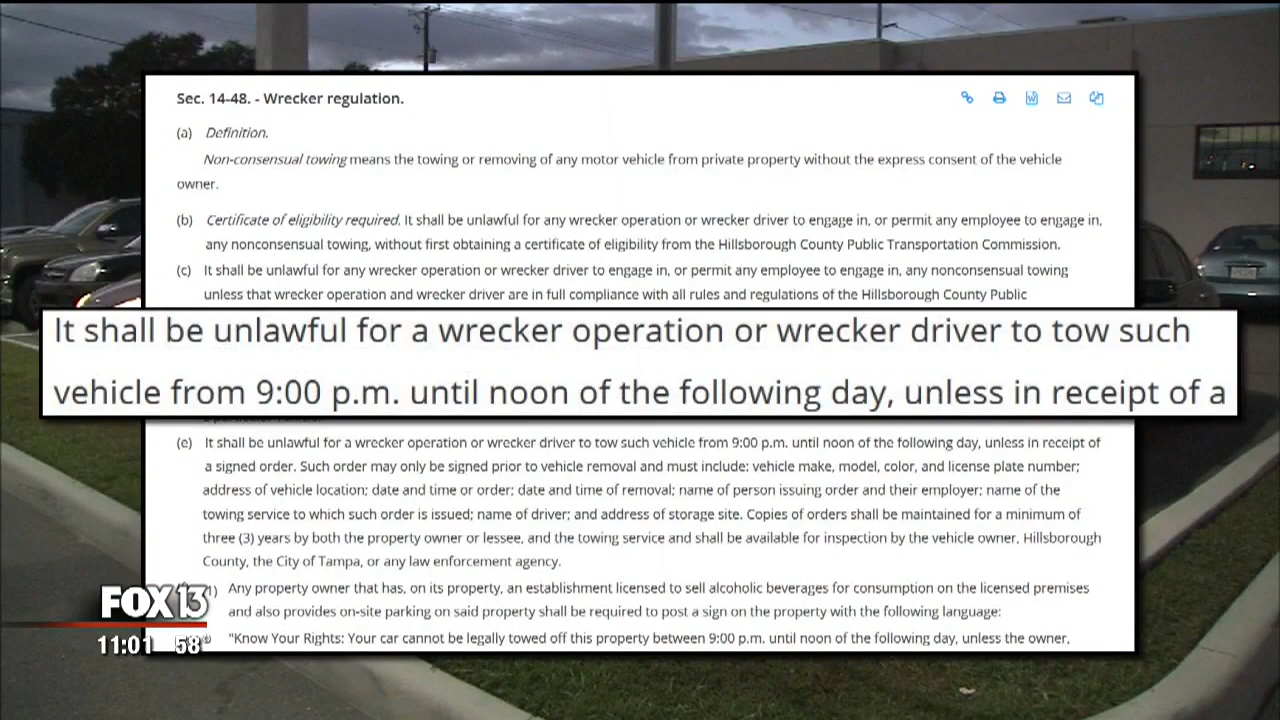 Sec. 14-48. - Wrecker regulation.
(a) Definition.
Non-consensual towing means the towing or removing of any motor vehicle from private property without the express consent of the vehicle
owner.
(b) Certificate of eligibility required. It shall be unlawful for any wrecker operation or wrecker driver to engage in, or permit any employee to engage in,
any nonconsensual towing, without first obtaining a certificate of eligibility from the Hillsborough County Public Transportation Commission.
(c) It shall be unlawful for any wrecker operation or wrecker driver to engage in, or permit any employee to engage in, any nonconsensual towing
unless that wrecker operation and wrecker driver are in full compliance with all rules and regulations of the Hillsborough County Public
It shall be unlawful for a wrecker operation or wrecker driver to tow such
vehicle from 9:00 p.m. until noon of the following day, unless in receipt of a
(e) It shall be unlawful for a wrecker operation or wrecker driver to tow such vehicle from 9:00 p.m. until noon of the following day, unless in receipt of
a signed order. Such order may only be signed prior to vehicle removal and must include: vehicle make, model, color, and license plate number;
address of vehicle location; date and time or order; date and time of removal; name of person issuing order and their employer; name of the
towing service to which such order is issued; name of driver; and address of storage site. Copies of orders shall be maintained for a minimum of
three (3) years by both the property owner or lessee, and the towing service and shall be available for inspection by the vehicle owner, Hillsborough
County, the City of Tampa, or any law enforcement agency.
Any property owner that has, on its property, an establishment licensed to sell alcoholic beverages for consumption on the licensed premises
and also provides on-site parking on said property shall be required to post a sign on the property with the following language:
"Know Your Rights: Your car cannot be legally towed off this property between 9:00 p.m. until noon of the following day, unless the owner,
FOX 13
11:01 58°